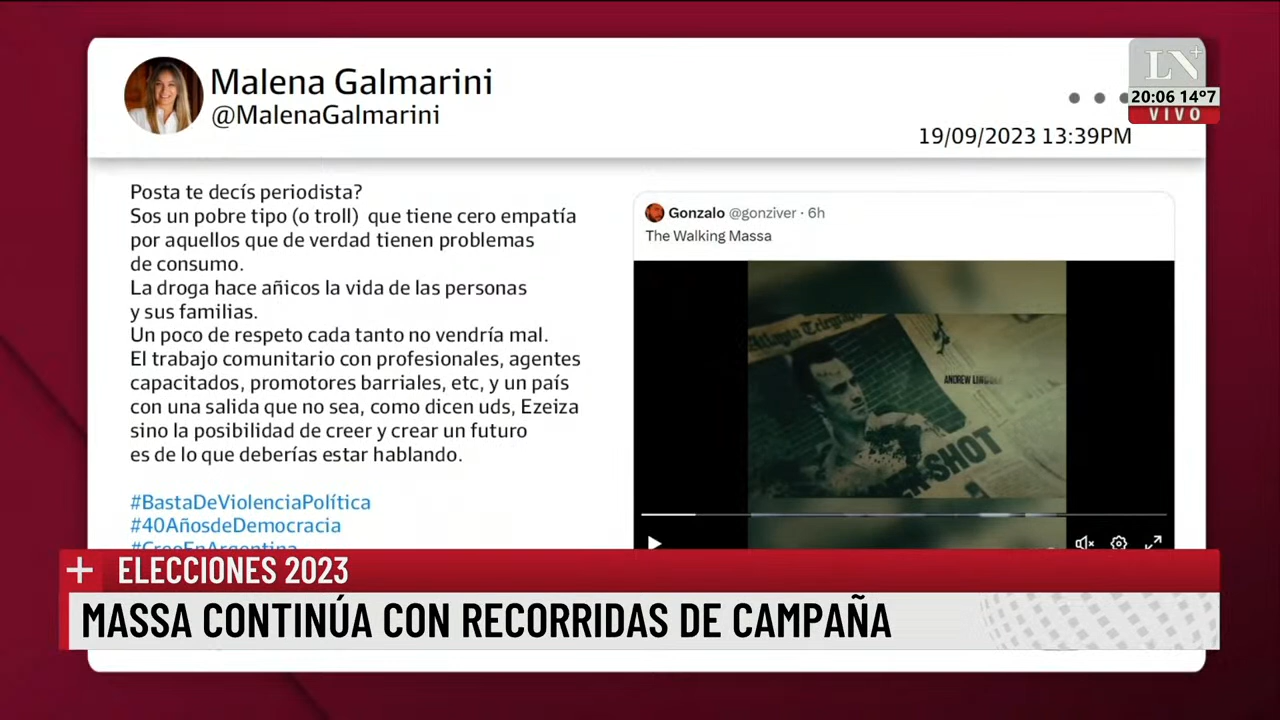 Malena Galmarini
@MalenaGalmarini
19/09/2023 13:39PM
LN+
20:06 14º7
VIVO
Posta te decís periodista?
Sos un pobre tipo (o troll) que tiene cero empatía
por aquellos que de verdad tienen problemas
de consumo.
La droga hace añicos la vida de las personas
y sus familias.
Un poco de respeto cada tanto no vendría mal.
El trabajo comunitario con profesionales, agentes
capacitados, promotores barriales, etc, y un país
con una salida que no sea, como dicen uds, Ezeiza
sino la posibilidad de creer y crear un futuro
es de lo que deberías estar hablando.
#BastaDeViolenciaPolítica
#40AñosdeDemocracia
#CreoEnArgentina
Gonzalo @gonziver · 6h
The Walking Massa
Atlanta Telegraph
ANDREW
SHOT
+ ELECCIONES 2023
MASSA CONTINÚA CON RECORRIDAS DE CAMPAÑA